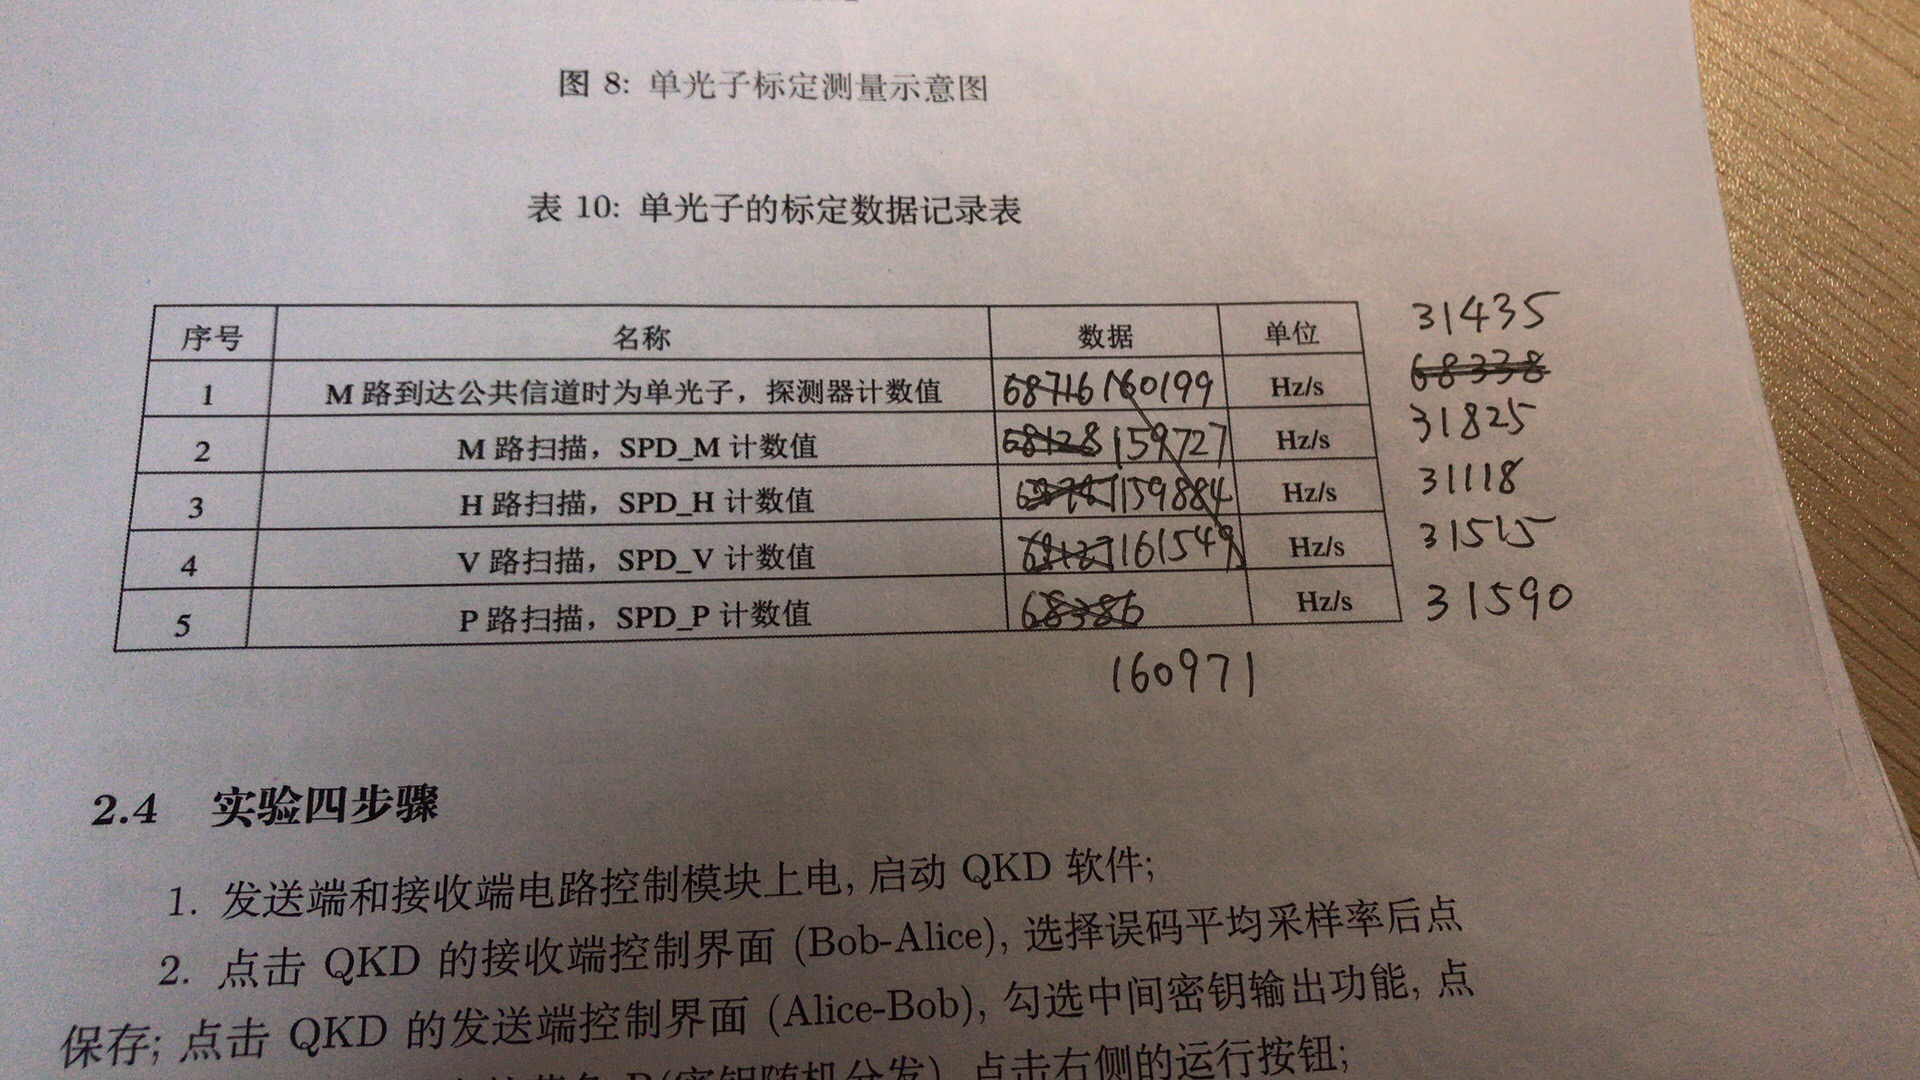 图 8: 单光子标定测量示意图
表 10: 单光子的标定数据记录表
序号 名称 数据 单位 31435
68338
1 M 路到达公共信道时为单光子，探测器计数值 68716 160199 Hz/s
2 M 路扫描，SPD_M 计数值 68128 159727 Hz/s 31825
3 H 路扫描，SPD_H 计数值 159884 Hz/s 31118
4 V 路扫描，SPD_V 计数值 161549 Hz/s 31515
5 P 路扫描，SPD_P 计数值 68386 Hz/s 31590
160971
2.4 实验四步骤
1. 发送端和接收端电路控制模块上电, 启动 QKD 软件;
2. 点击 QKD 的接收端控制界面 (Bob-Alice), 选择误码平均采样率后点
保存; 点击 QKD 的发送端控制界面 (Alice-Bob), 勾选中间密钥输出功能, 点
(密钥随机分发), 点击右侧的运行按钮;